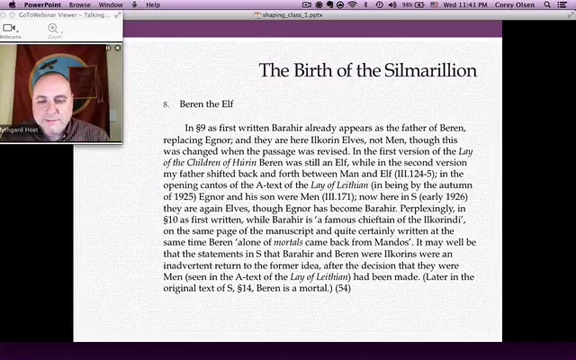 PowerPoint File Edit View Insert Format Arrange Tools 98% Wed 11:41 PM Corey Olsen
GoToWebinar Viewer - Talking...
shaping_class_1.pptx
Webcams Zoom
Mythgard Host
The Birth of the Silmarillion
8. Beren the Elf
In §9 as first written Barahir already appears as the father of Beren,
replacing Egnor; and they are here Ilkorin Elves, not Men, though this
was changed when the passage was revised. In the first version of the Lay
of the Children of Húrin Beren was still an Elf, while in the second version
my father shifted back and forth between Man and Elf (III.124-5); in the
opening cantos of the A-text of the Lay of Leithian (in being by the autumn
of 1925) Egnor and his son were Men (III.171); now here in S (early 1926)
they are again Elves, though Egnor has become Barahir. Perplexingly, in
§10 as first written, while Barahir is 'a famous chieftain of the Ilkorindi',
on the same page of the manuscript and quite certainly written at the
same time Beren 'alone of mortals came back from Mandos'. It may well be
that the statements in S that Barahir and Beren were Ilkorins were an
inadvertent return to the former idea, after the decision that they were
Men (seen in the A-text of the Lay of Leithian) had been made. (Later in the
original text of S, §14, Beren is a mortal.) (54)